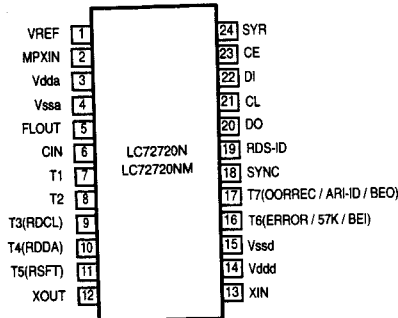 VREF 1
MPXIN 2
Vdda 3
Vssa 4
FLOUT 5
CIN 6
T1 7
T2 8
T3(RDCL) 9
T4(RDDA) 10
T5(RSFT) 11
XOUT 12
LC72720N
LC72720NM
24 SYR
23 CE
22 DI
21 CL
20 DO
19 RDS-ID
18 SYNC
17 T7(OORREC / ARI-ID / BEO)
16 T6(ERROR / 57K / BEI)
15 Vssd
14 Vddd
13 XIN